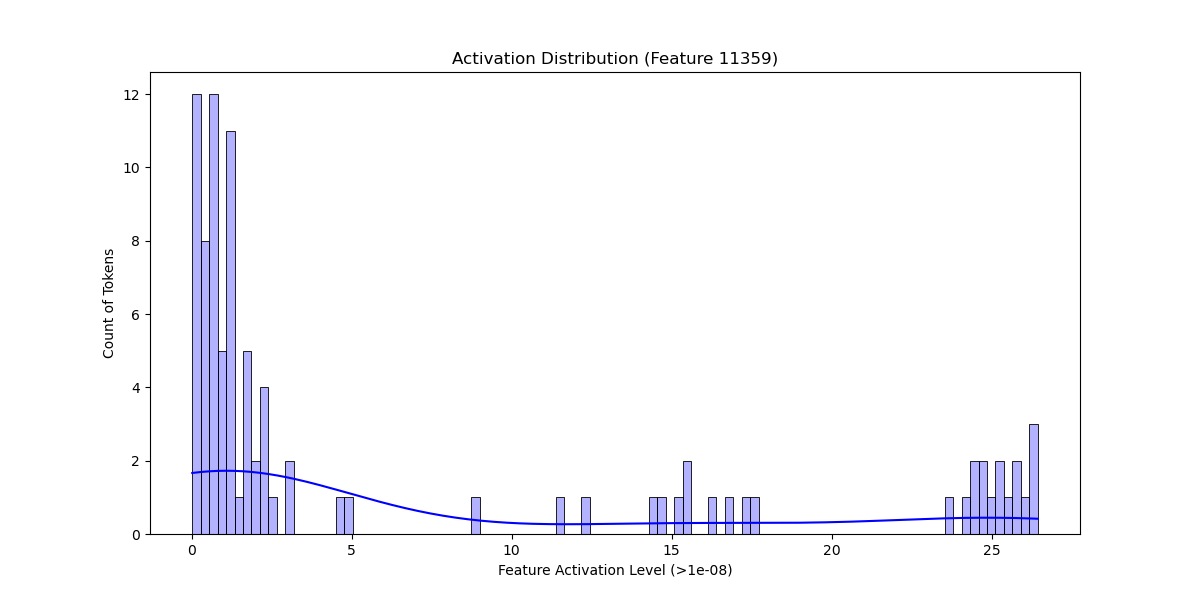 Activation Distribution (Feature 11359)
12
10
8
6
4
2
0
Count of Tokens
0 5 10 15 20 25
Feature Activation Level (>1e-08)